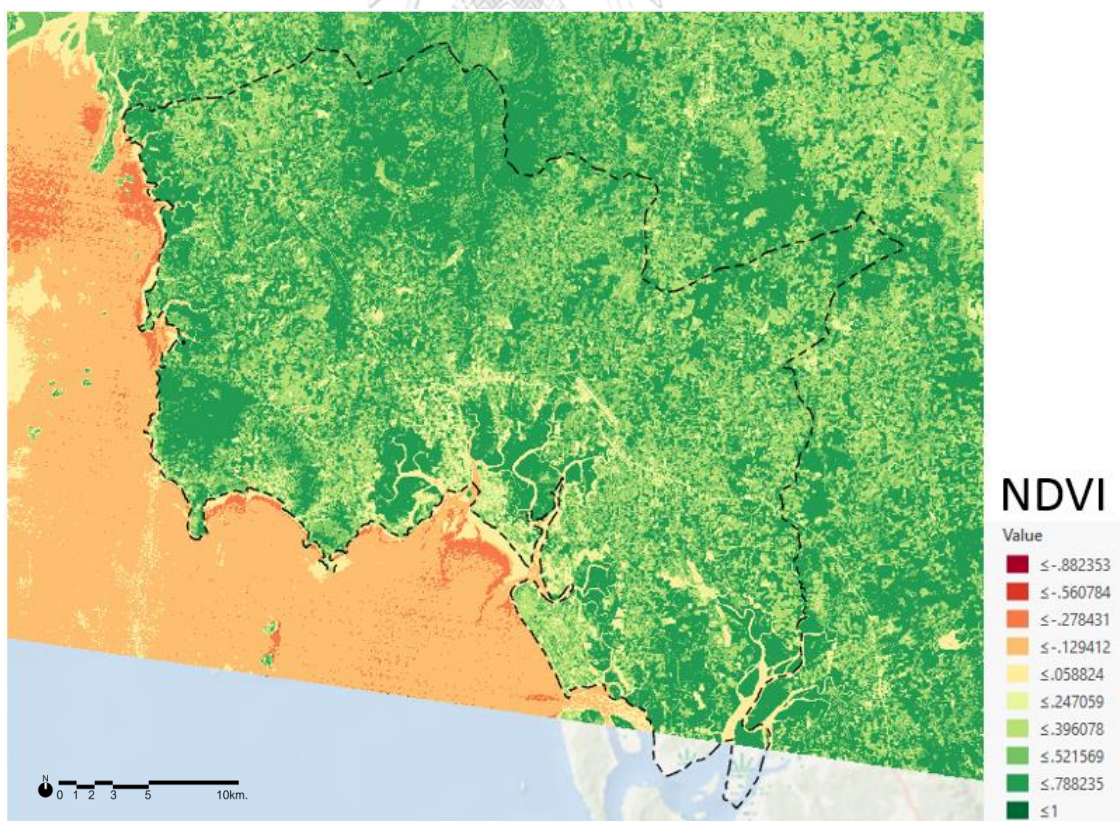 NDVI
Value
≤-.882353
≤-.560784
≤-.278431
≤-.129412
≤.058824
≤.247059
≤.396078
≤.521569
≤.788235
≤1
N
0 1 2 3 5 10km.